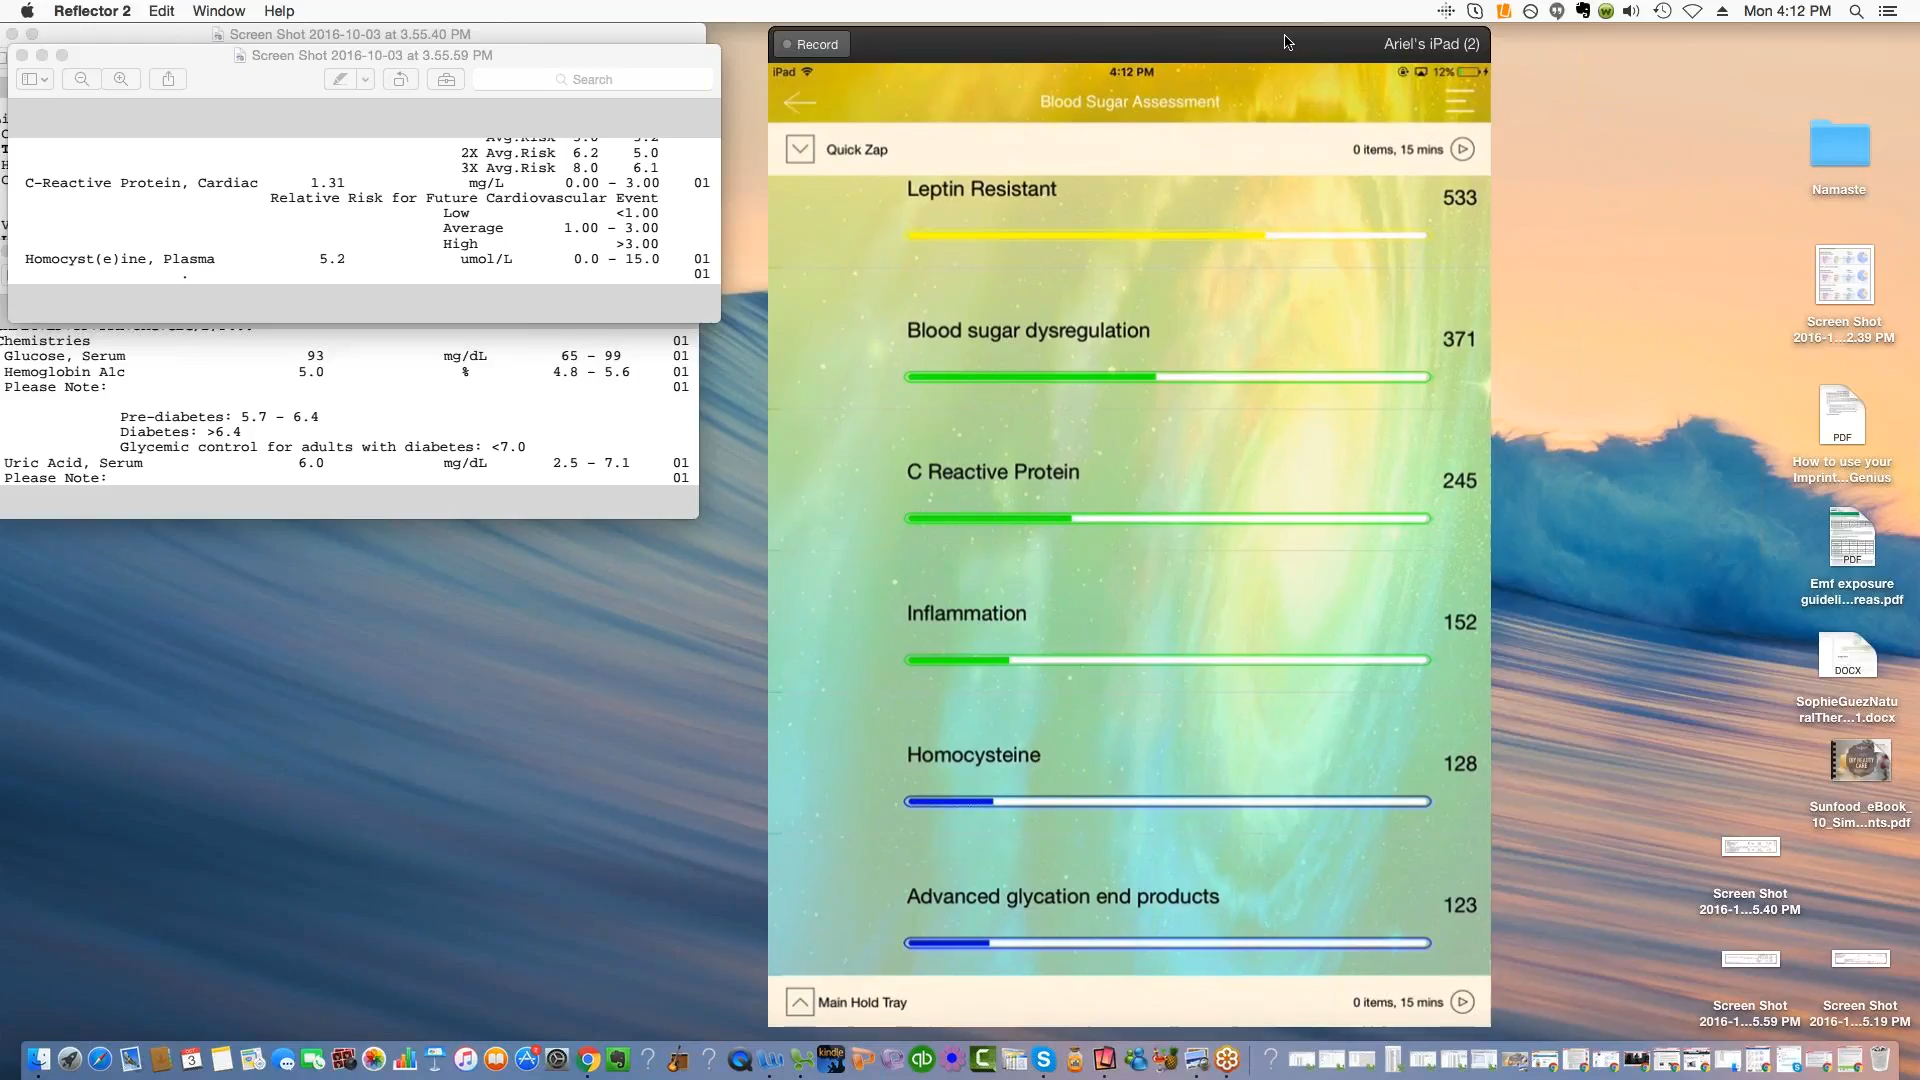 Reflector 2 Edit Window Help
Mon 4:12 PM
Screen Shot 2016-10-03 at 3.55.40 PM
Screen Shot 2016-10-03 at 3.55.59 PM
Search
2X Avg.Risk 6.2 5.0
3X Avg.Risk 8.0 6.1
C-Reactive Protein, Cardiac 1.31 mg/L 0.00 - 3.00 01
Relative Risk for Future Cardiovascular Event
Low <1.00
Average 1.00 - 3.00
High >3.00
Homocyst(e)ine, Plasma 5.2 umol/L 0.0 - 15.0 01
. 01
Chemistries 01
Glucose, Serum 93 mg/dL 65 - 99 01
Hemoglobin A1c 5.0 % 4.8 - 5.6 01
Please Note: 01
Pre-diabetes: 5.7 - 6.4
Diabetes: >6.4
Glycemic control for adults with diabetes: <7.0
Uric Acid, Serum 6.0 mg/dL 2.5 - 7.1 01
Please Note: 01
Record
Ariel's iPad (2)
iPad 4:12 PM 12%
Blood Sugar Assessment
Quick Zap 0 items, 15 mins
Leptin Resistant 533
Blood sugar dysregulation 371
C Reactive Protein 245
Inflammation 152
Homocysteine 128
Advanced glycation end products 123
Main Hold Tray 0 items, 15 mins
Namaste
Screen Shot
2016-1...2.39 PM
PDF
How to use your
Imprint...Genius
PDF
Emf exposure
guideli...reas.pdf
DOCX
SophieGuezNatu
ralTher...1.docx
Sunfood_eBook_
10_Sim...nts.pdf
Screen Shot
2016-1...5.40 PM
Screen Shot
2016-1...5.59 PM
Screen Shot
2016-1...5.19 PM
kindle